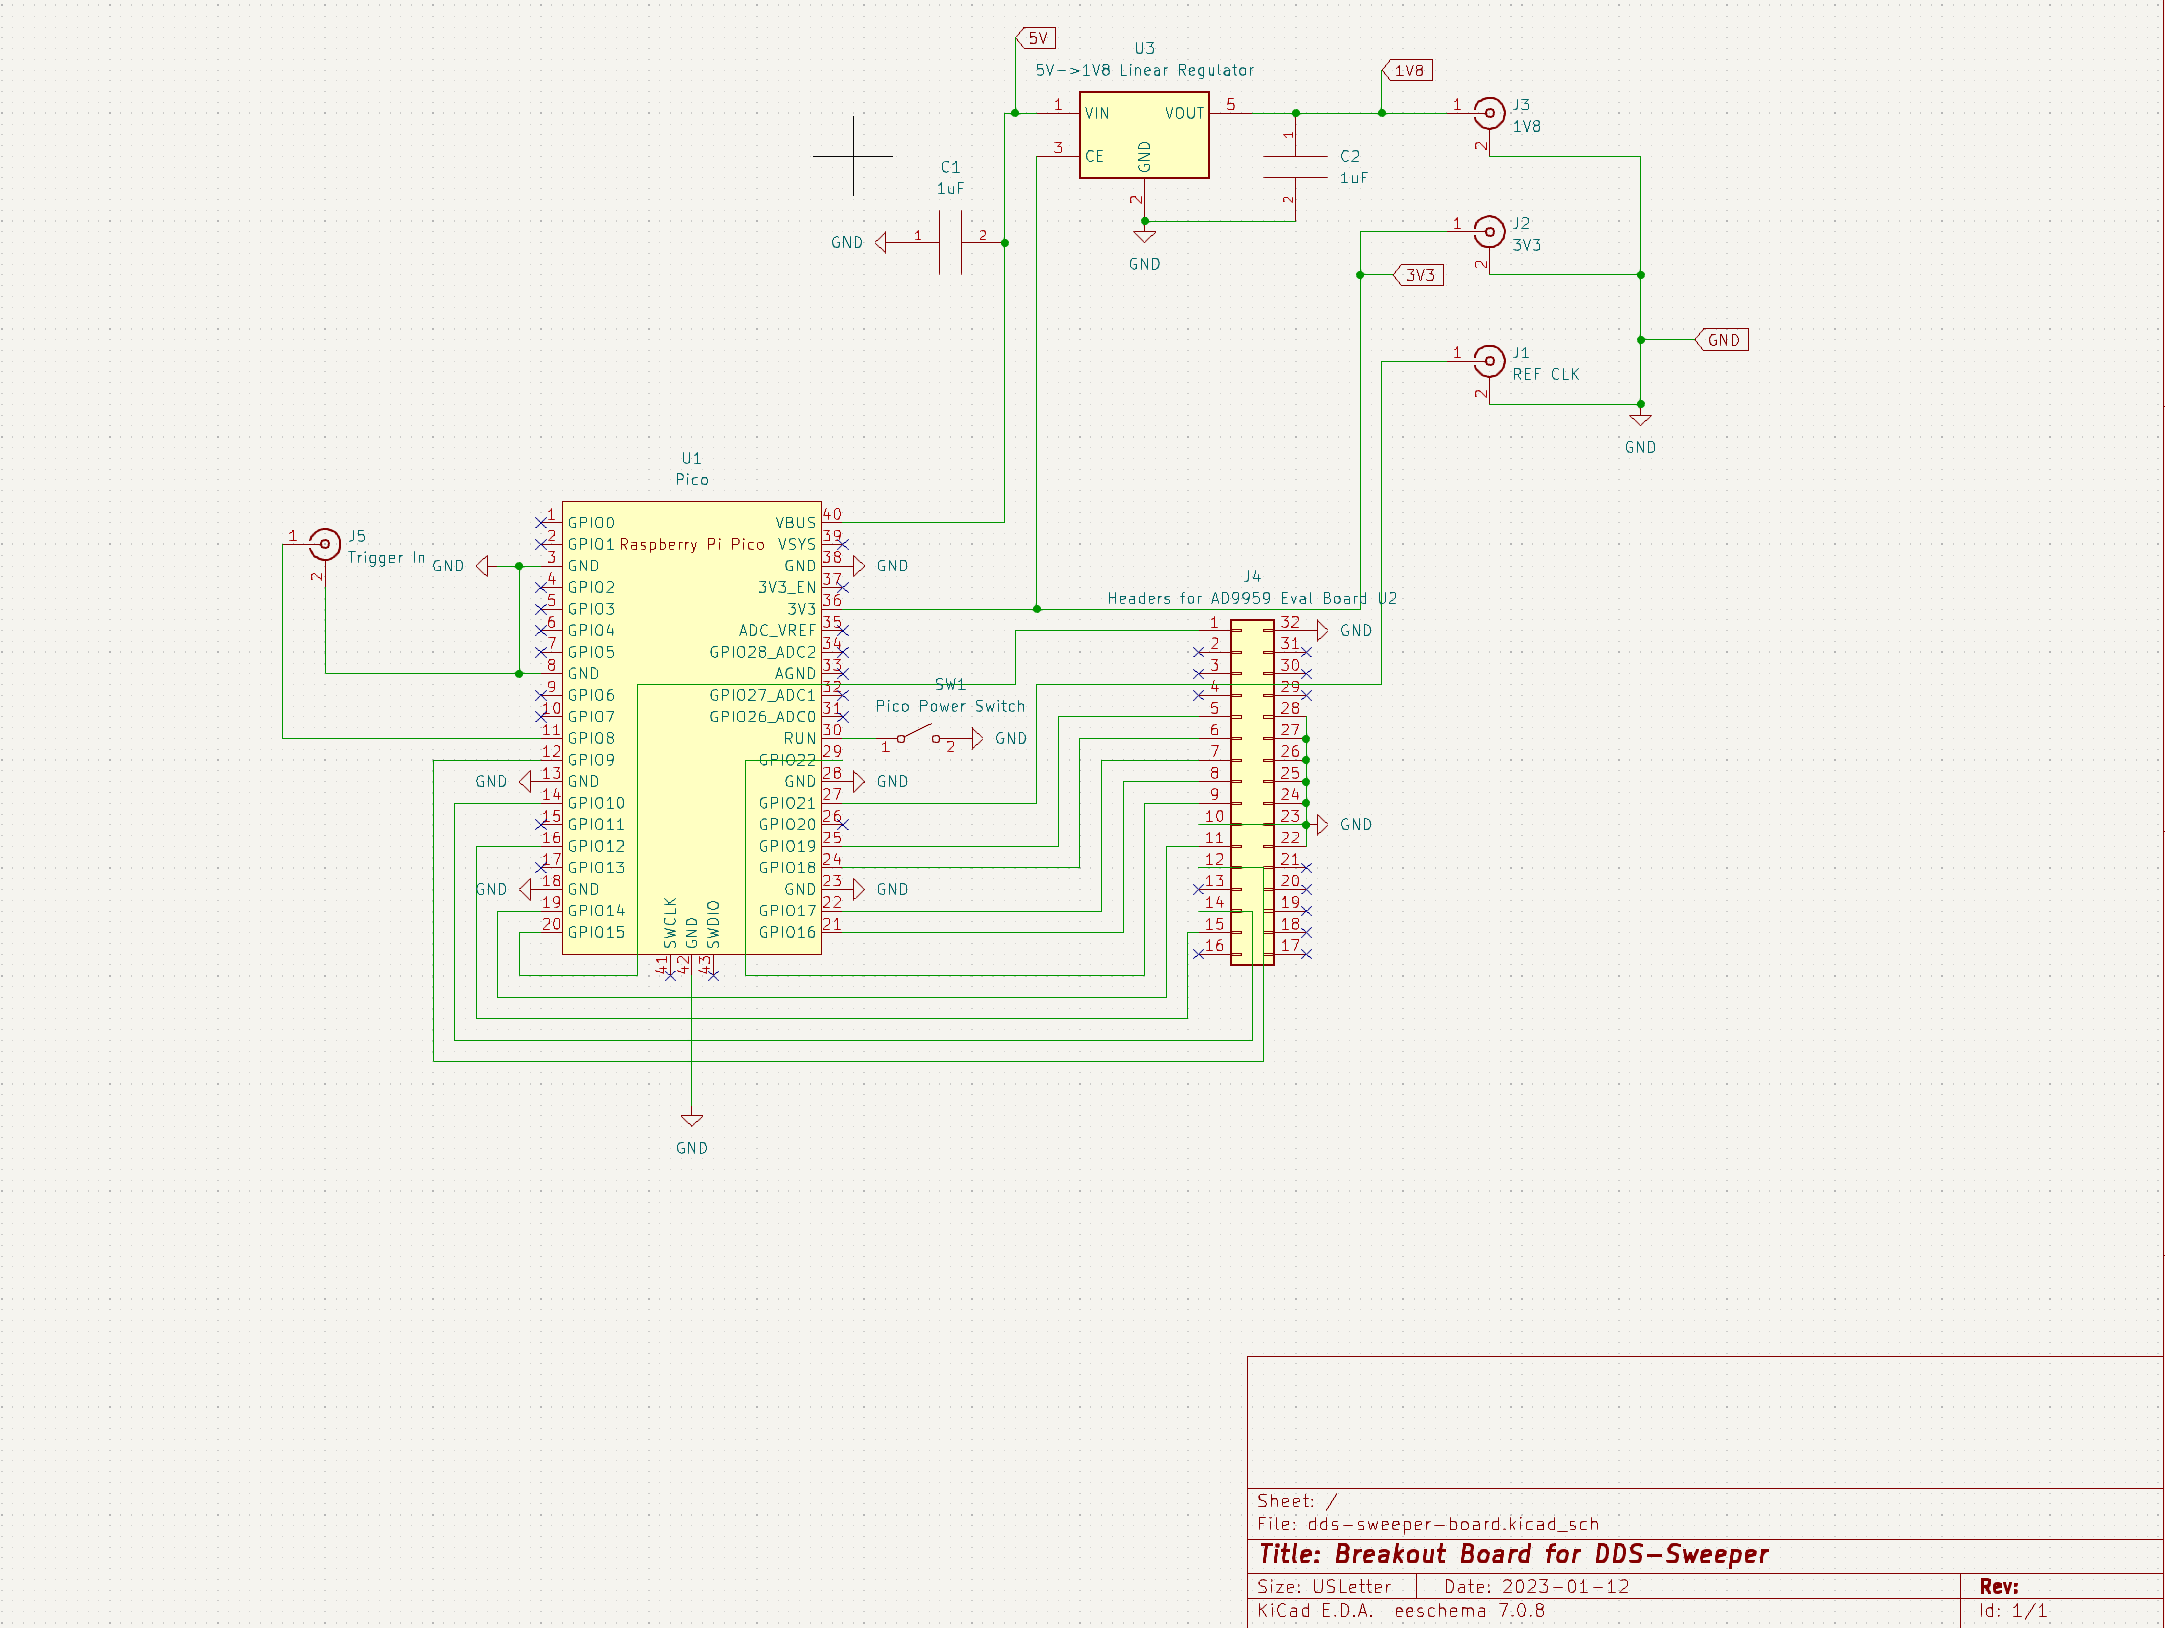 5V
U3
5V->1V8 Linear Regulator
1V8
1 VIN VOUT 5
3 CE GND 2
1 J3
1V8
2
C1
1uF
GND 1 2
1 C2
1uF
2
GND
1 J2
3V3
2
3V3
GND
1 J1
REF CLK
2
GND
U1
Pico
1 J5
Trigger In
2
GND
Raspberry Pi Pico
1 GPIO0 VBUS 40
2 GPIO1 VSYS 39
3 GND GND 38 GND
4 GPIO2 3V3_EN 37
5 GPIO3 3V3 36
6 GPIO4 ADC_VREF 35
7 GPIO5 GPIO28_ADC2 34
8 GND AGND 33
9 GPIO6 GPIO27_ADC1 32
10 GPIO7 GPIO26_ADC0 31
11 GPIO8 RUN 30
12 GPIO9 GPIO22 29
GND 13 GND GND 28 GND
14 GPIO10 GPIO21 27
15 GPIO11 GPIO20 26
16 GPIO12 GPIO19 25
17 GPIO13 GPIO18 24
GND 18 GND GND 23 GND
19 GPIO14 GPIO17 22
20 GPIO15 GPIO16 21
SWCLK GND SWDIO
41 42 43
GND
SW1
Pico Power Switch
1 2 GND
J4
Headers for AD9959 Eval Board U2
1 32 GND
2 31
3 30
4 29
5 28
6 27
7 26
8 25
9 24
10 23 GND
11 22
12 21
13 20
14 19
15 18
16 17
Sheet: /
File: dds-sweeper-board.kicad_sch
Title: Breakout Board for DDS-Sweeper
Size: USLetter Date: 2023-01-12 Rev:
KiCad E.D.A. eeschema 7.0.8 Id: 1/1